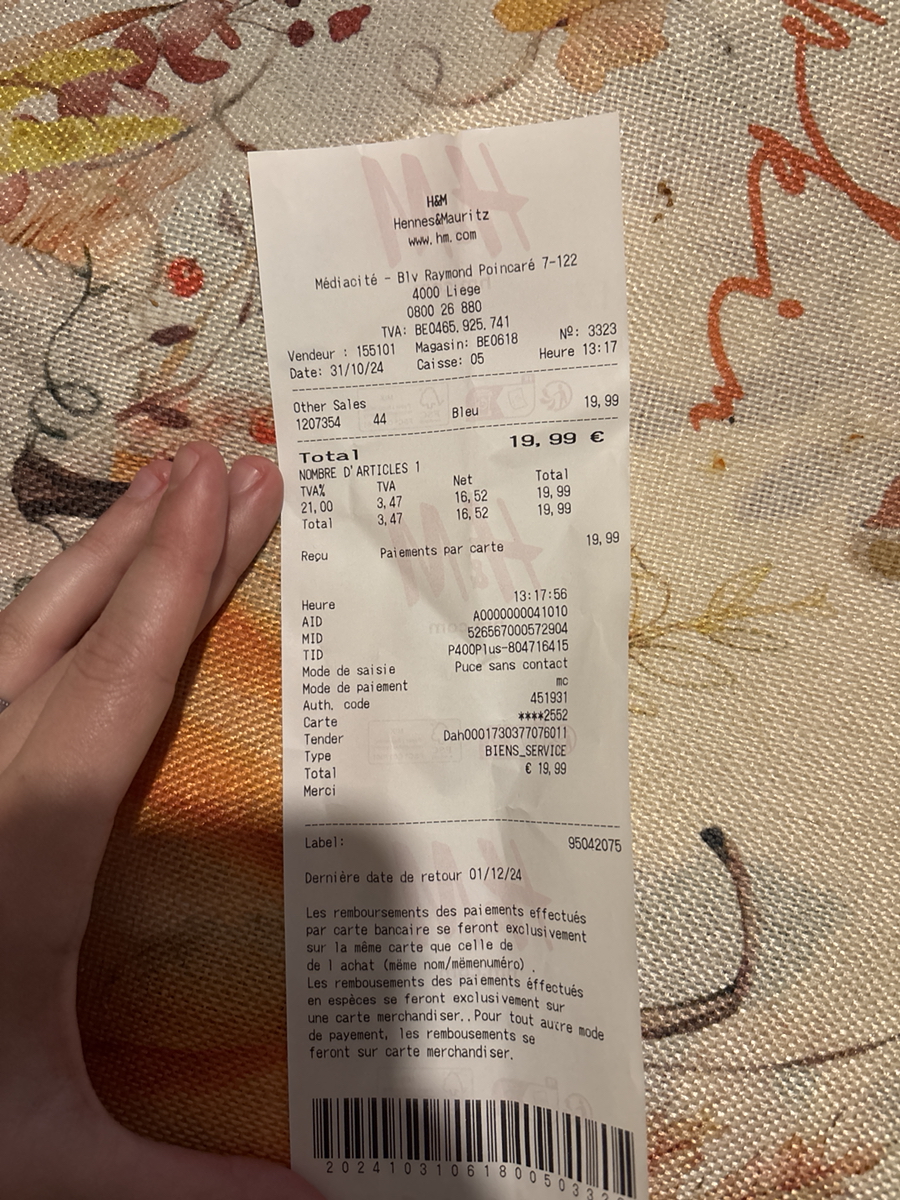 H&M
Hennes&Mauritz
www.hm.com
Médiacité - Blv Raymond Poincaré 7-122
4000 Liege
0800 26 880
TVA: BE0465.925.741
Vendeur : 155101 Magasin: BE0618 Nº: 3323
Date: 31/10/24 Caisse: 05 Heure 13:17
Other Sales 19,99
1207354 44 Bleu
Total 19,99 €
NOMBRE D'ARTICLES 1
TVA% TVA Net Total
21,00 3,47 16,52 19,99
Total 3,47 16,52 19,99
Reçu Paiements par carte 19,99
Heure 13:17:56
AID A0000000041010
MID 526567000572904
TID P400Plus-804716415
Mode de saisie Puce sans contact
Mode de paiement mc
Auth. code 451931
Carte ****2552
Tender Dah0001730377076011
Type BIENS_SERVICE
Total € 19,99
Merci
Label: 95042075
Dernière date de retour 01/12/24
Les remboursements des paiements effectués
par carte bancaire se feront exclusivement
sur la même carte que celle de
de l achat (mëme nom/mëmenuméro) .
Les rembousements des paiements éffectués
en espèces se feront exclusivement sur
une carte merchandiser..Pour tout autre mode
de payement, les rembousements se
feront sur carte merchandiser.